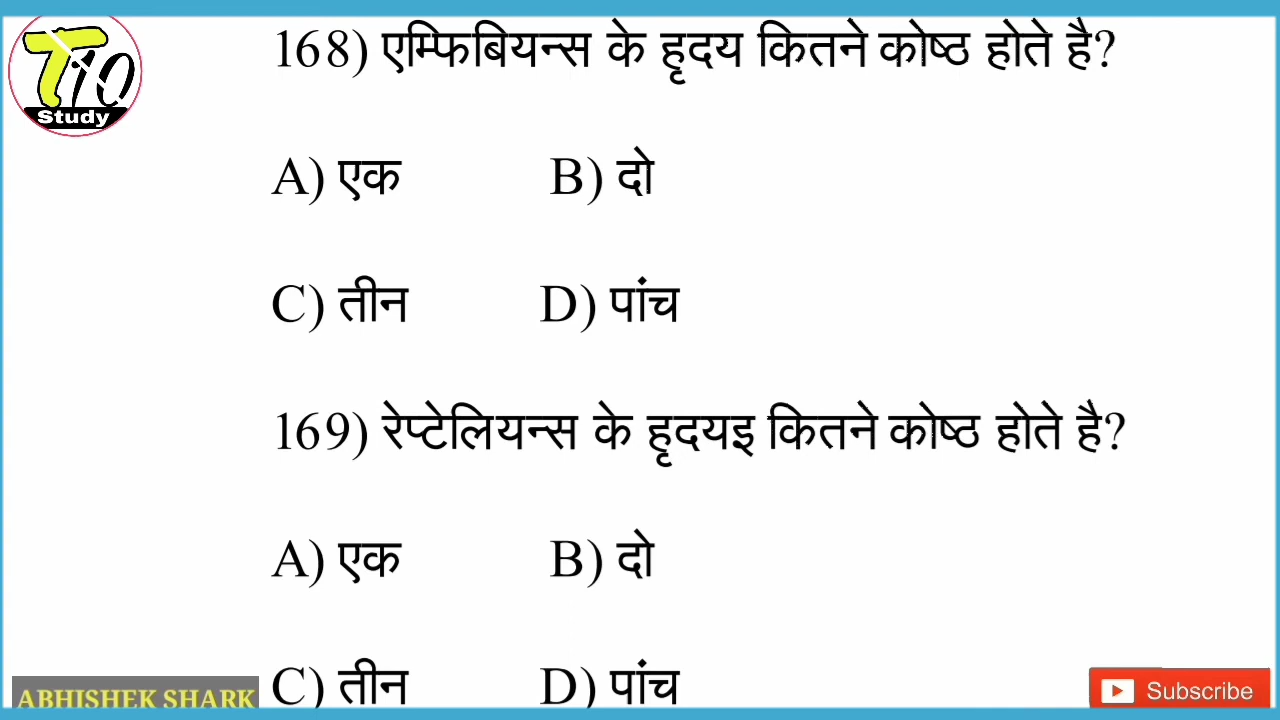 T10
Study
168) एम्फिबियन्स के हृदय कितने कोष्ठ होते है?
A) एक B) दो
C) तीन D) पांच
169) रेप्टेलियन्स के हृदयइ कितने कोष्ठ होते है?
A) एक B) दो
C) तीन D) पांच
ABHISHEK SHARK
Subscribe